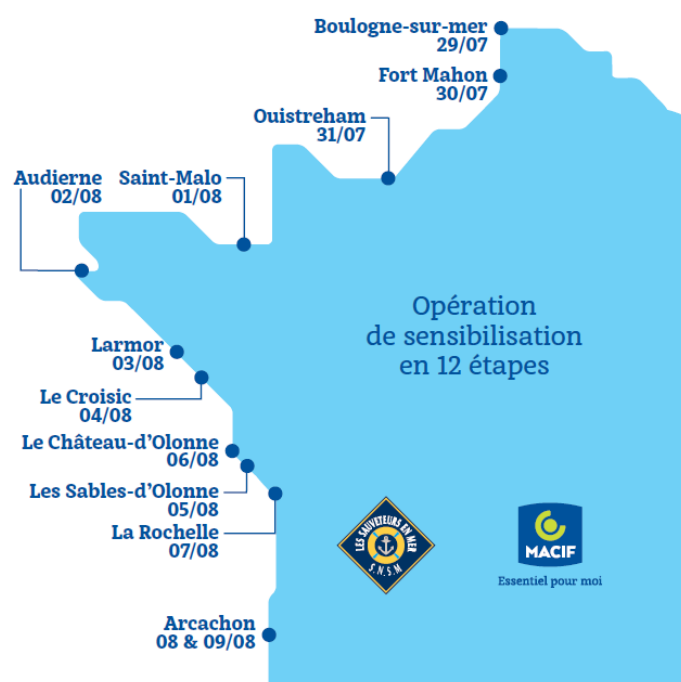 Boulogne-sur-mer
29/07
Fort Mahon
30/07
Ouistreham
31/07
Audierne
02/08
Saint-Malo
01/08
Opération
de sensibilisation
en 12 étapes
Larmor
03/08
Le Croisic
04/08
Le Château-d’Olonne
06/08
Les Sables-d’Olonne
05/08
La Rochelle
07/08
LES SAUVETEURS EN MER
S.N.S.M
MACIF
Essentiel pour moi
Arcachon
08 & 09/08